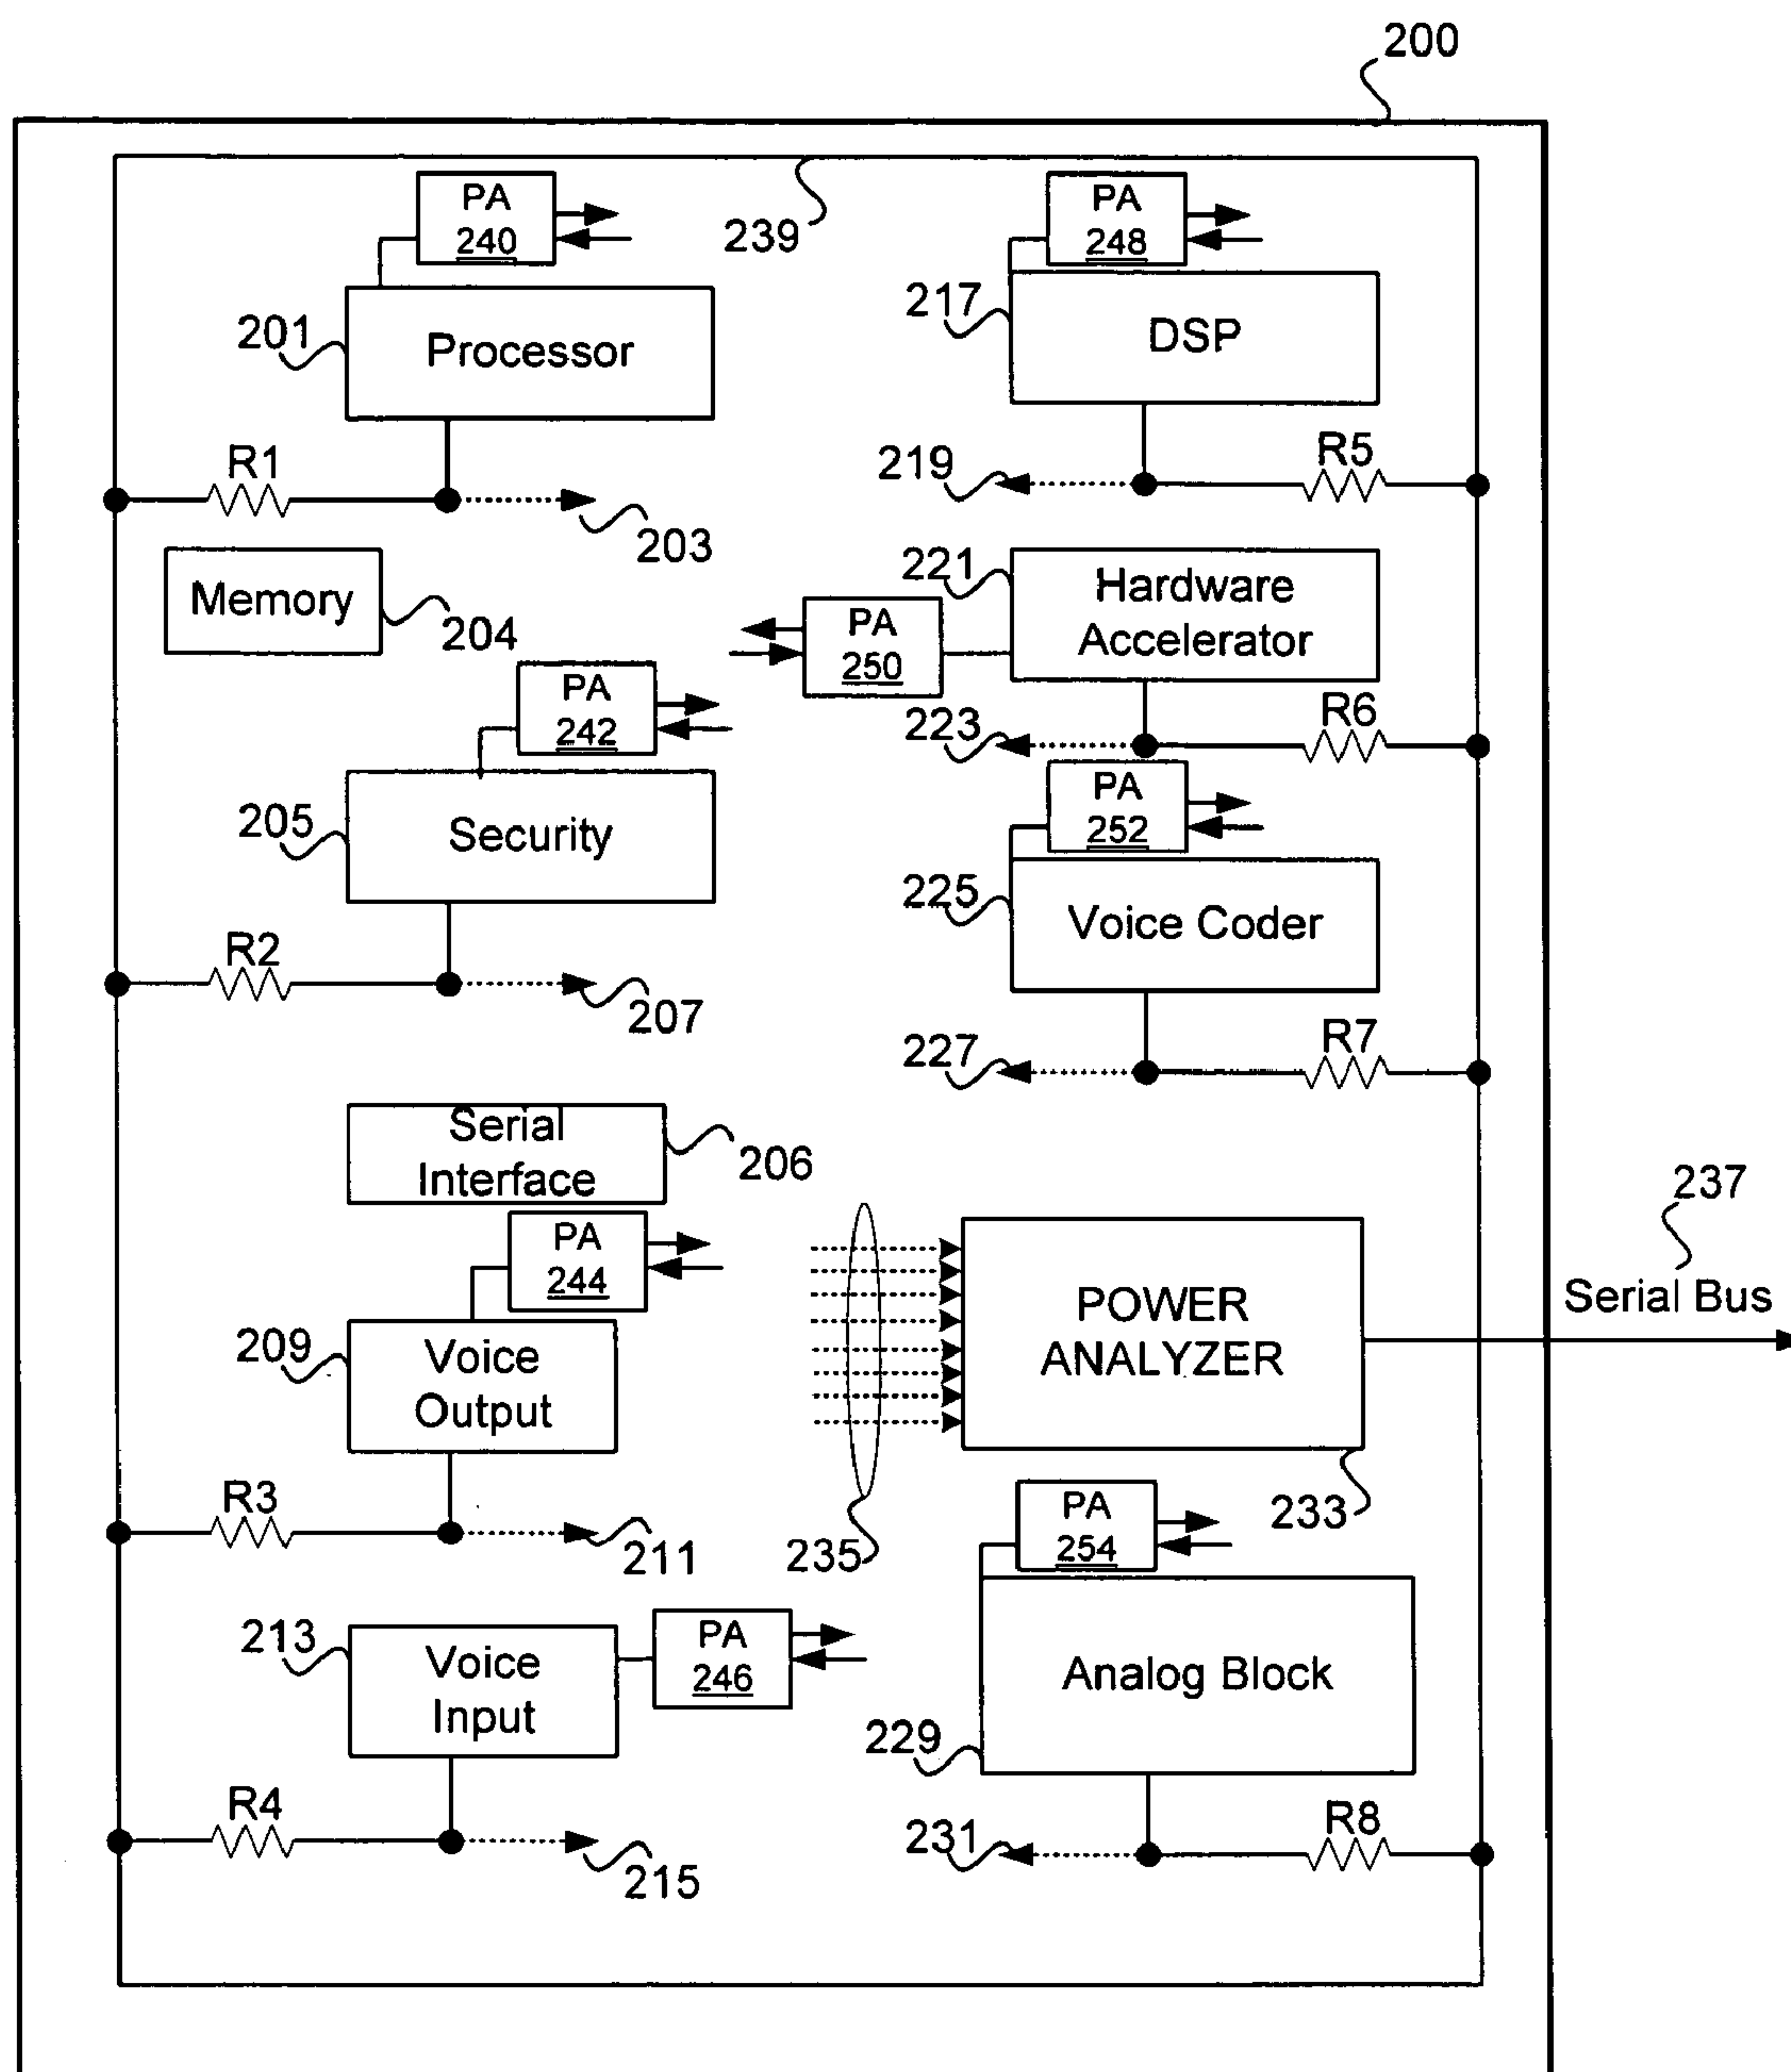 200
PA
240
239
PA
248
201
Processor
217
DSP
R1
203
219
R5
Memory
204
221
Hardware
Accelerator
PA
250
PA
242
223
R6
205
Security
PA
252
225
Voice Coder
R2
207
227
R7
Serial
Interface
206
237
Serial Bus
PA
244
POWER
ANALYZER
209
Voice
Output
235
233
R3
211
PA
254
213
Voice
Input
PA
246
229
Analog Block
R4
215
231
R8